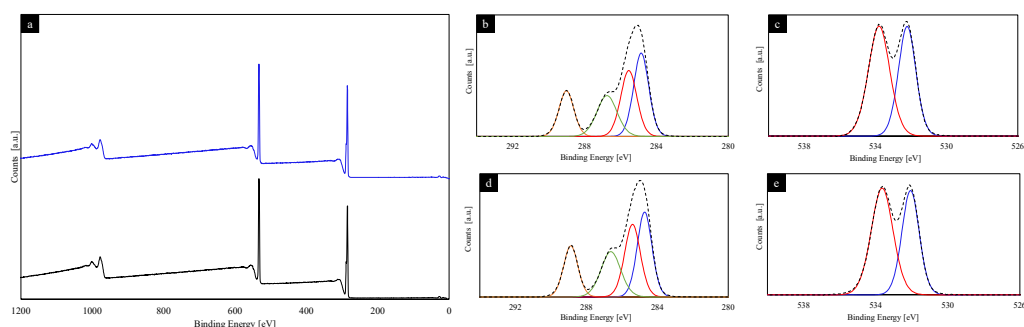 a
Counts [a.u.]
1200 1000 800 600 400 200 0
Binding Energy [eV]
b
Counts [a.u.]
292 288 284 280
Binding Energy [eV]
c
Counts [a.u.]
538 534 530 526
Binding Energy [eV]
d
Counts [a.u.]
292 288 284 280
Binding Energy [eV]
e
Counts [a.u.]
538 534 530 526
Binding Energy [eV]